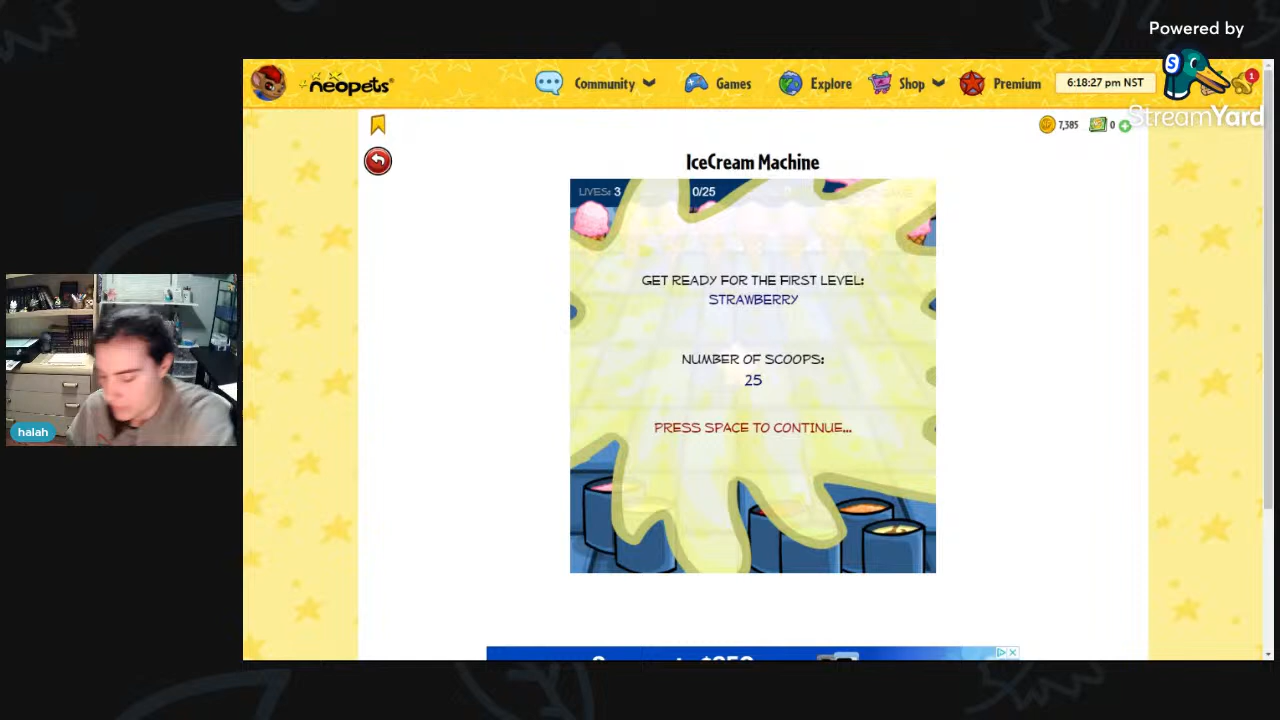 Powered by
S
StreamYard
neopets
Community
Games
Explore
Shop
Premium
6:18:27 pm NST
1
7,385
0
IceCream Machine
LIVES: 3
0/25
GET READY FOR THE FIRST LEVEL:
STRAWBERRY
NUMBER OF SCOOPS:
25
PRESS SPACE TO CONTINUE...
halah